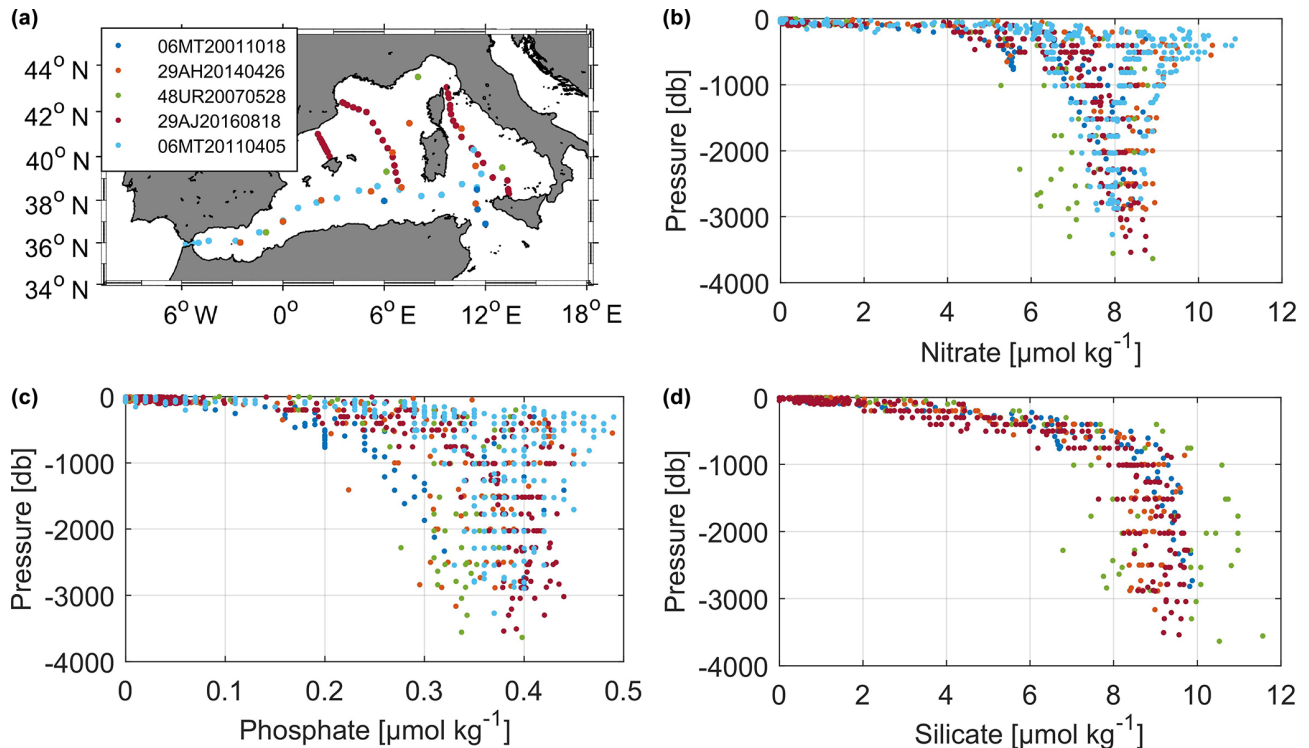 (a)
06MT20011018
29AH20140426
48UR20070528
29AJ20160818
06MT20110405
44° N
42° N
40° N
38° N
36° N
34° N
6° W 0° 6° E 12° E 18° E
(b)
0
-1000
-2000
-3000
-4000
Pressure [db]
0 2 4 6 8 10 12
Nitrate [µmol kg⁻¹]
(c)
0
-1000
-2000
-3000
-4000
Pressure [db]
0 0.1 0.2 0.3 0.4 0.5
Phosphate [µmol kg⁻¹]
(d)
0
-1000
-2000
-3000
-4000
Pressure [db]
0 2 4 6 8 10 12
Silicate [µmol kg⁻¹]